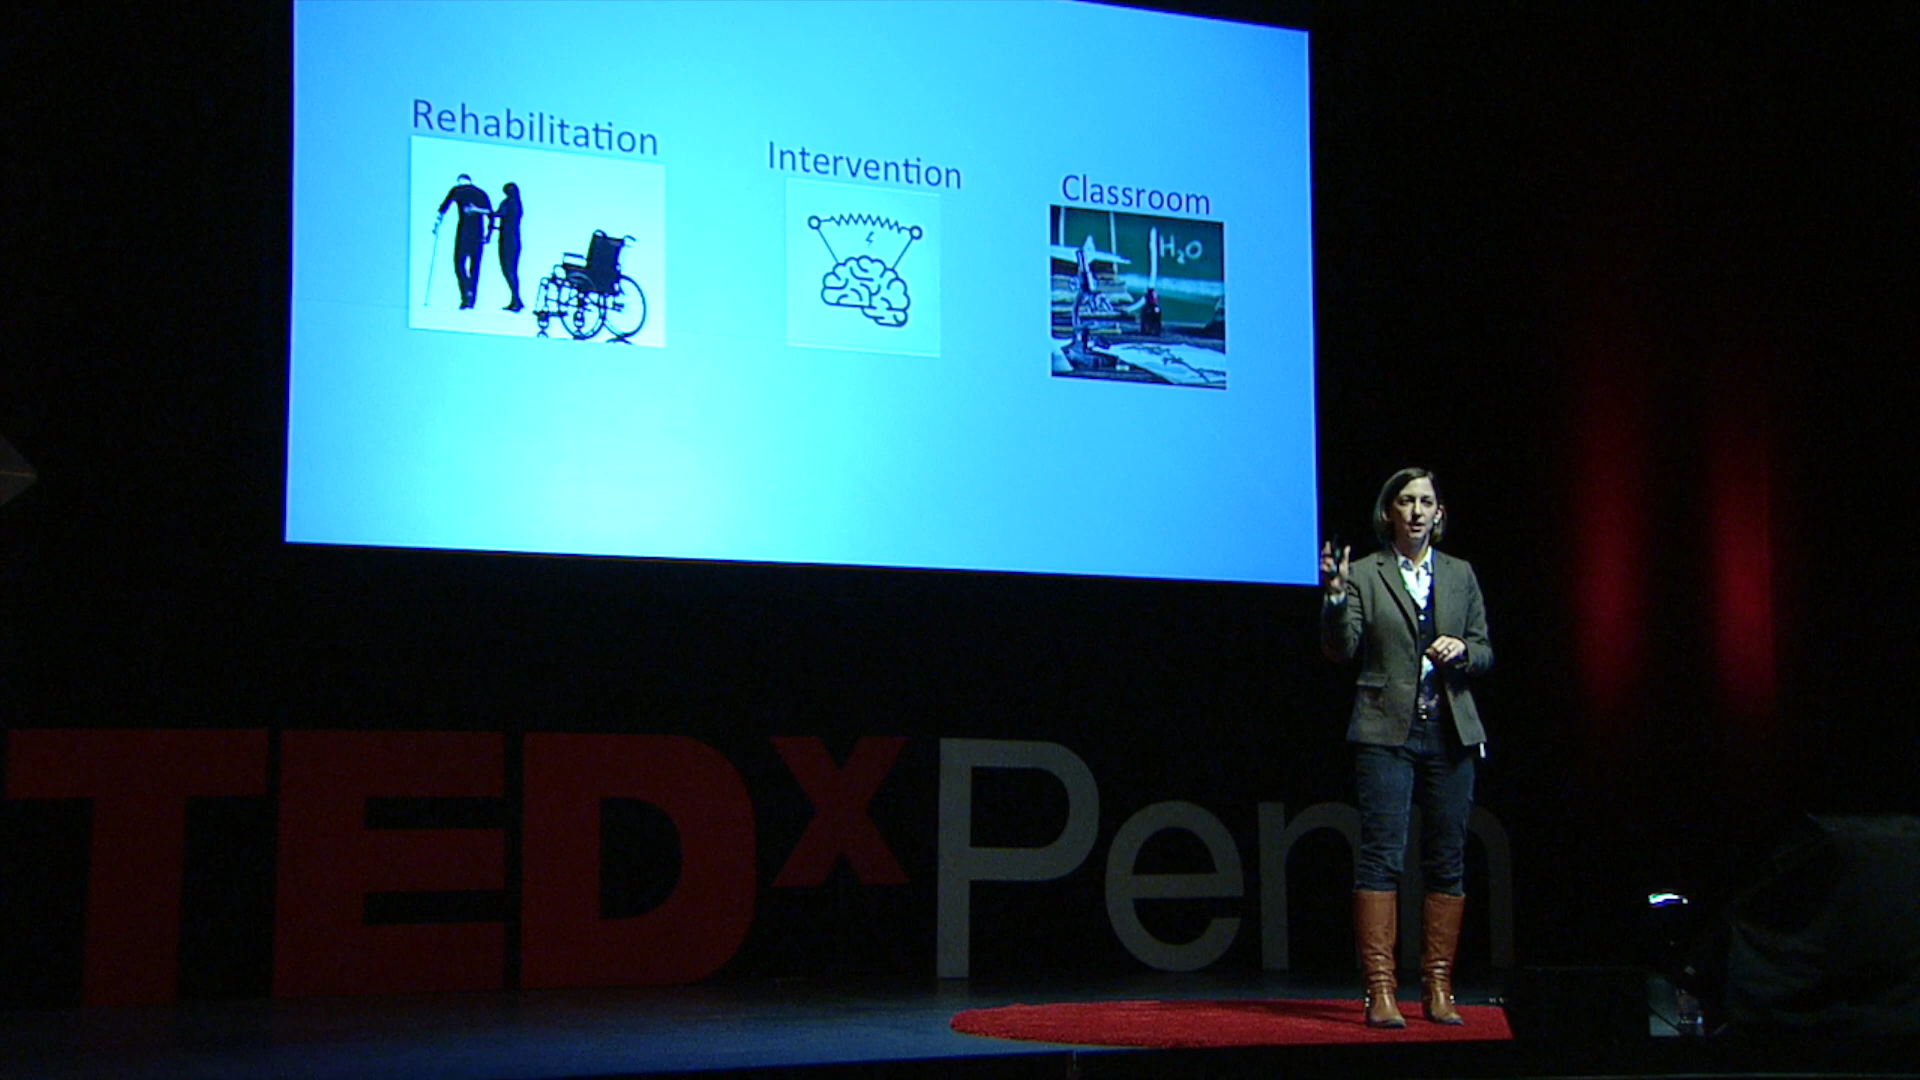 Rehabilitation
Intervention
Classroom
H₂O
TEDxPenn